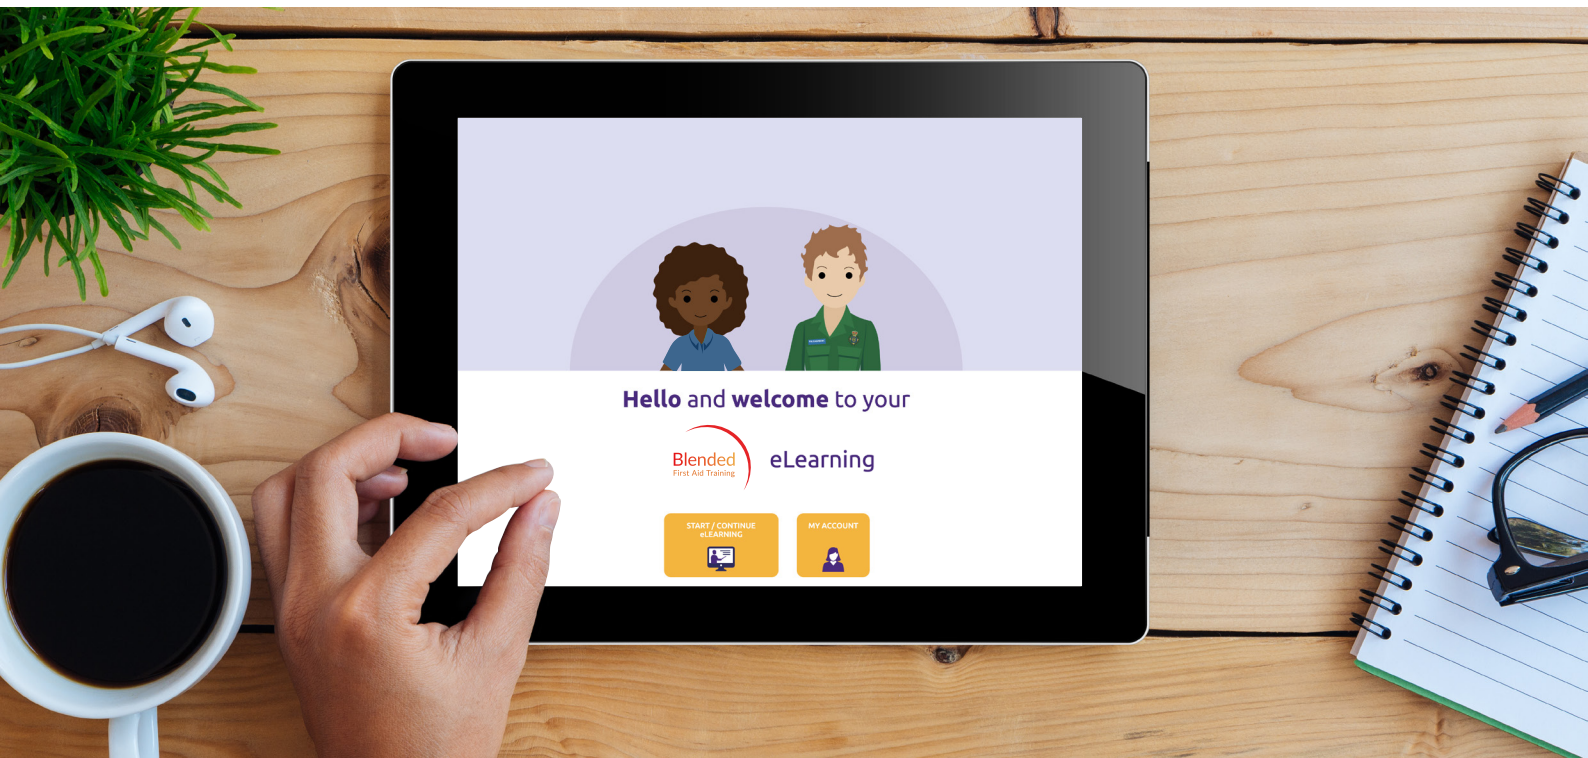 Hello and welcome to your
Blended
First Aid Training
eLearning
START / CONTINUE
eLEARNING
MY ACCOUNT